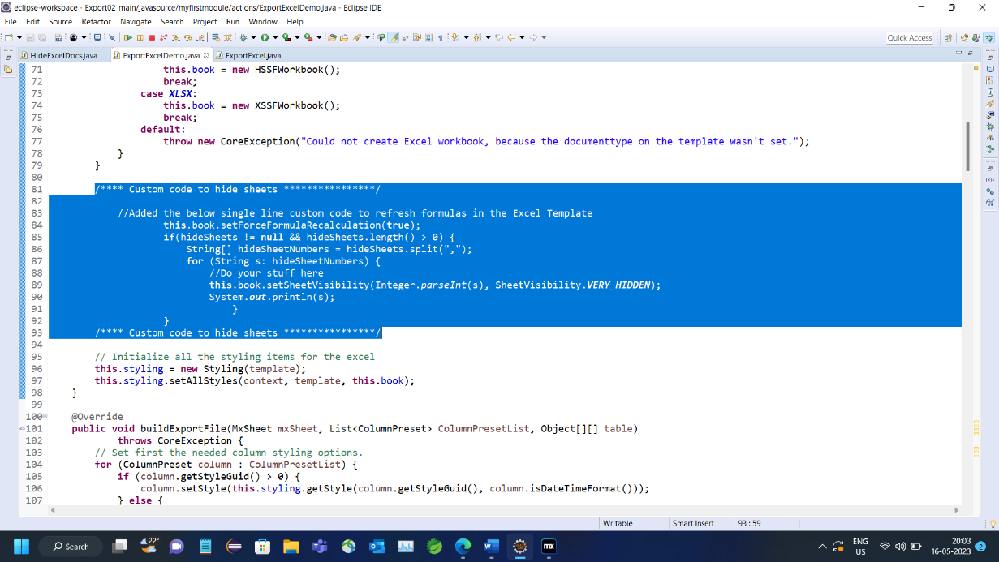 eclipse-workspace - Export02_main/javasource/myfirstmodule/actions/ExportExcelDemo.java - Eclipse IDE
File Edit Source Refactor Navigate Search Project Run Window Help
Quick Access
HideExcelDocs.java ExportExcelDemo.java ExportExcel.java
71 this.book = new HSSFWorkbook();
72 break;
73 case XLSX:
74 this.book = new XSSFWorkbook();
75 break;
76 default:
77 throw new CoreException("Could not create Excel workbook, because the documenttype on the template wasn't set.");
78 }
79 }
80
81 /**** Custom code to hide sheets ****************/
82
83 //Added the below single line custom code to refresh formulas in the Excel Template
84 this.book.setForceFormulaRecalculation(true);
85 if(hideSheets != null && hideSheets.length() > 0) {
86 String[] hideSheetNumbers = hideSheets.split(",");
87 for (String s: hideSheetNumbers) {
88 //Do your stuff here
89 this.book.setSheetVisibility(Integer.parseInt(s), SheetVisibility.VERY_HIDDEN);
90 System.out.println(s);
91 }
92 }
93 /**** Custom code to hide sheets ****************/
94
95 // Initialize all the styling items for the excel
96 this.styling = new Styling(template);
97 this.styling.setAllStyles(context, template, this.book);
98 }
99
100 @Override
101 public void buildExportFile(MxSheet mxSheet, List<ColumnPreset> ColumnPresetList, Object[][] table)
102 throws CoreException {
103 // Set first the needed column styling options.
104 for (ColumnPreset column : ColumnPresetList) {
105 if (column.getStyleGuid() > 0) {
106 column.setStyle(this.styling.getStyle(column.getStyleGuid(), column.isDateTimeFormat()));
107 } else {
Writable Smart Insert 93 : 59
Search 22° mx ENG US 20:03 16-05-2023 2